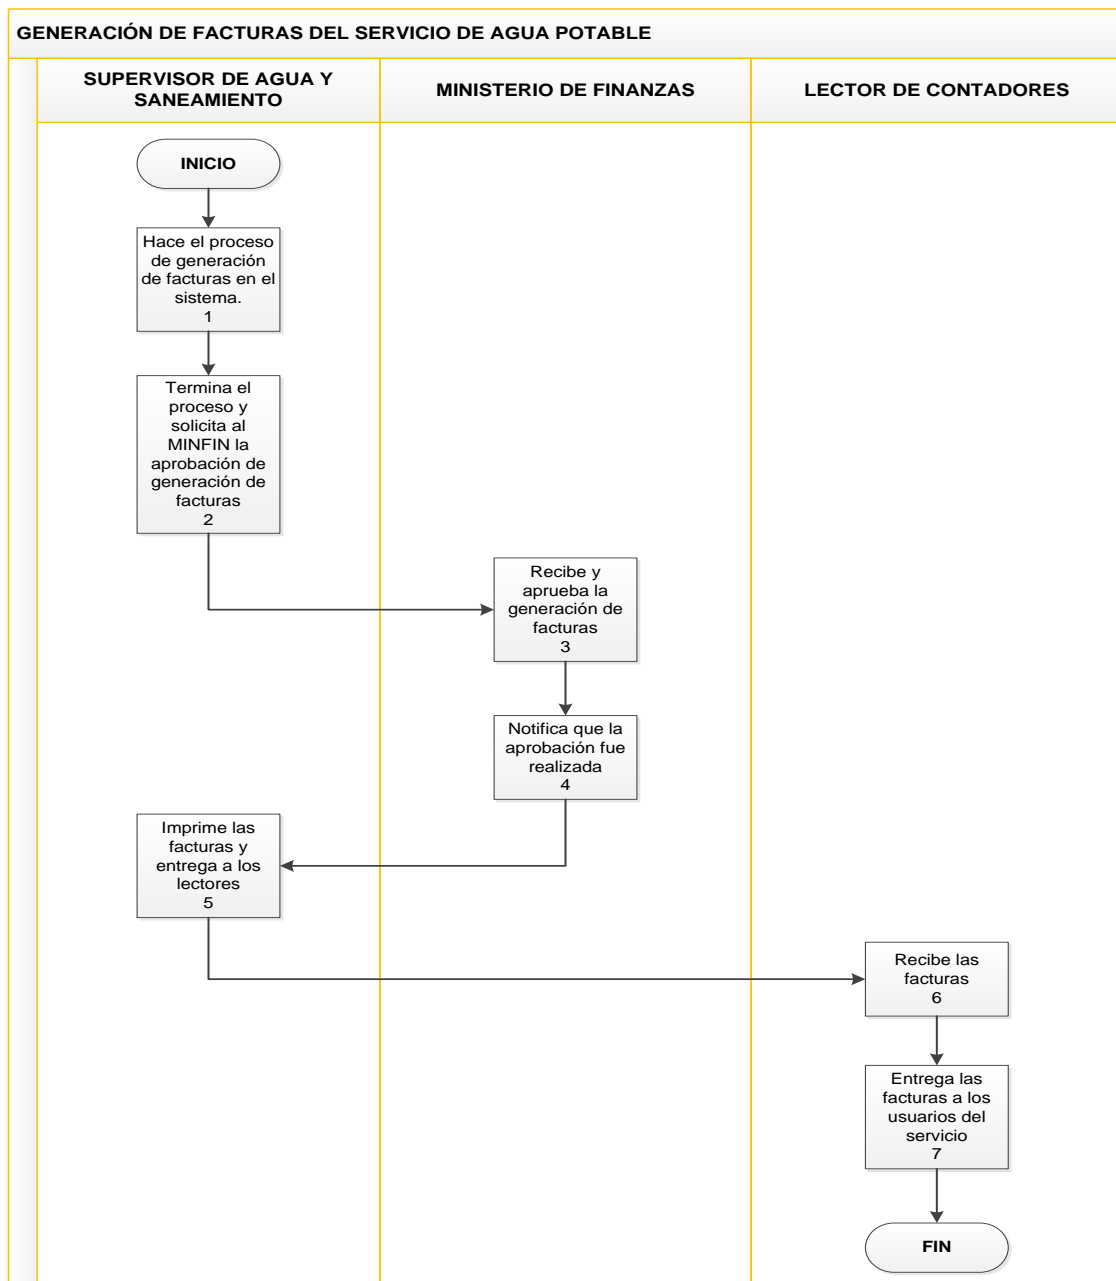 GENERACIÓN DE FACTURAS DEL SERVICIO DE AGUA POTABLE
SUPERVISOR DE AGUA Y
SANEAMIENTO
MINISTERIO DE FINANZAS
LECTOR DE CONTADORES
INICIO
Hace el proceso
de generación
de facturas en el
sistema.
1
Termina el
proceso y
solicita al
MINFIN la
aprobación de
generación de
facturas
2
Recibe y
aprueba la
generación de
facturas
3
Notifica que la
aprobación fue
realizada
4
Imprime las
facturas y
entrega a los
lectores
5
Recibe las
facturas
6
Entrega las
facturas a los
usuarios del
servicio
7
FIN